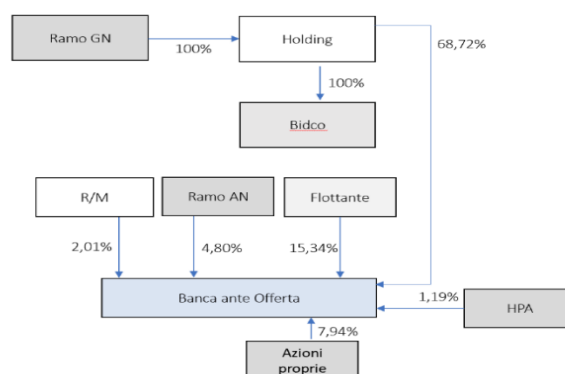 Ramo GN
100%
Holding
68,72%
100%
Bidco
R/M
Ramo AN
Flottante
2,01%
4,80%
15,34%
Banca ante Offerta
1,19%
HPA
7,94%
Azioni
proprie